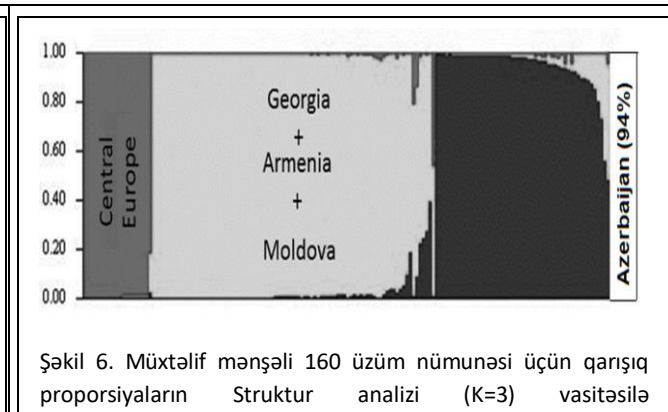 1.00
0.80
0.60
0.40
0.20
0.00
Central
Europe
Georgia
+
Armenia
+
Moldova
Azerbaijan (94%)
Şəkil 6. Müxtəlif mənşəli 160 üzüm nümunəsi üçün qarışıq
proporsiyaların Struktur analizi (K=3) vasitəsilə